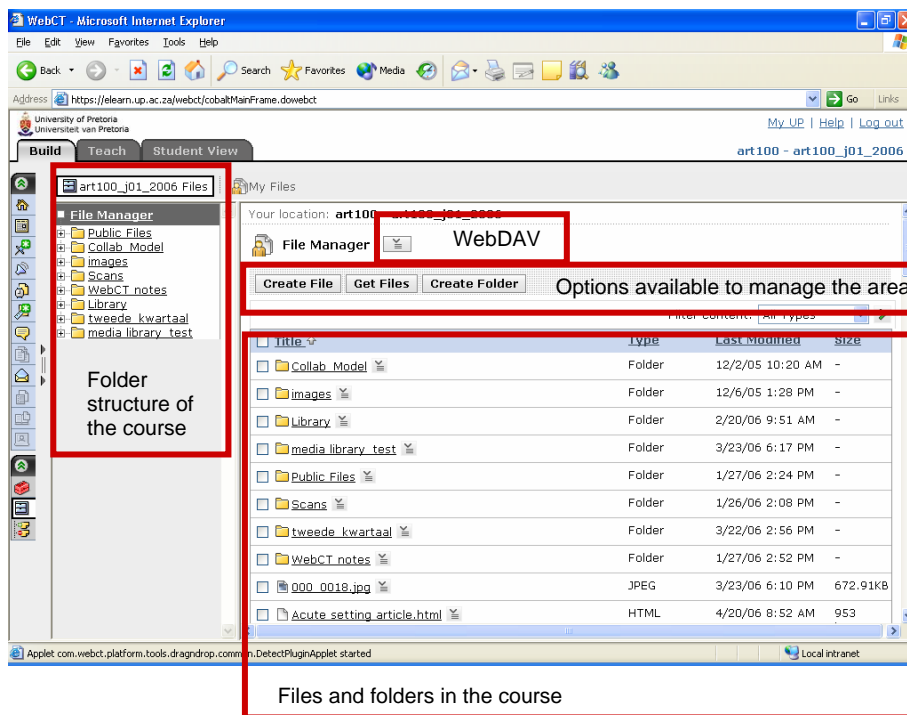 WebCT - Microsoft Internet Explorer
File Edit View Favorites Tools Help
Back Search Favorites Media
Address https://elearn.up.ac.za/webct/cobaltMainFrame.dowebct Go Links
University of Pretoria
Universiteit van Pretoria
My UP | Help | Log out
Build Teach Student View art100 - art100_j01_2006
art100_j01_2006 Files My Files
File Manager
Public Files
Collab_Model
images
Scans
WebCT notes
Library
tweede_kwartaal
media library_test
Folder
structure of
the course
Your location: art100 - art100_j01_2006
File Manager WebDAV
Create File Get Files Create Folder Options available to manage the area
Filter content: All Types
Title Type Last Modified Size
Collab_Model Folder 12/2/05 10:20 AM -
images Folder 12/6/05 1:28 PM -
Library Folder 2/20/06 9:51 AM -
media library_test Folder 3/23/06 6:17 PM -
Public Files Folder 1/27/06 2:24 PM -
Scans Folder 1/26/06 2:08 PM -
tweede_kwartaal Folder 3/22/06 2:56 PM -
WebCT notes Folder 1/27/06 2:52 PM -
000_0018.jpg JPEG 3/23/06 6:10 PM 672.91KB
Acute setting article.html HTML 4/20/06 8:52 AM 953
Applet com.webct.platform.tools.dragndrop.common.DetectPluginApplet started Local intranet
Files and folders in the course